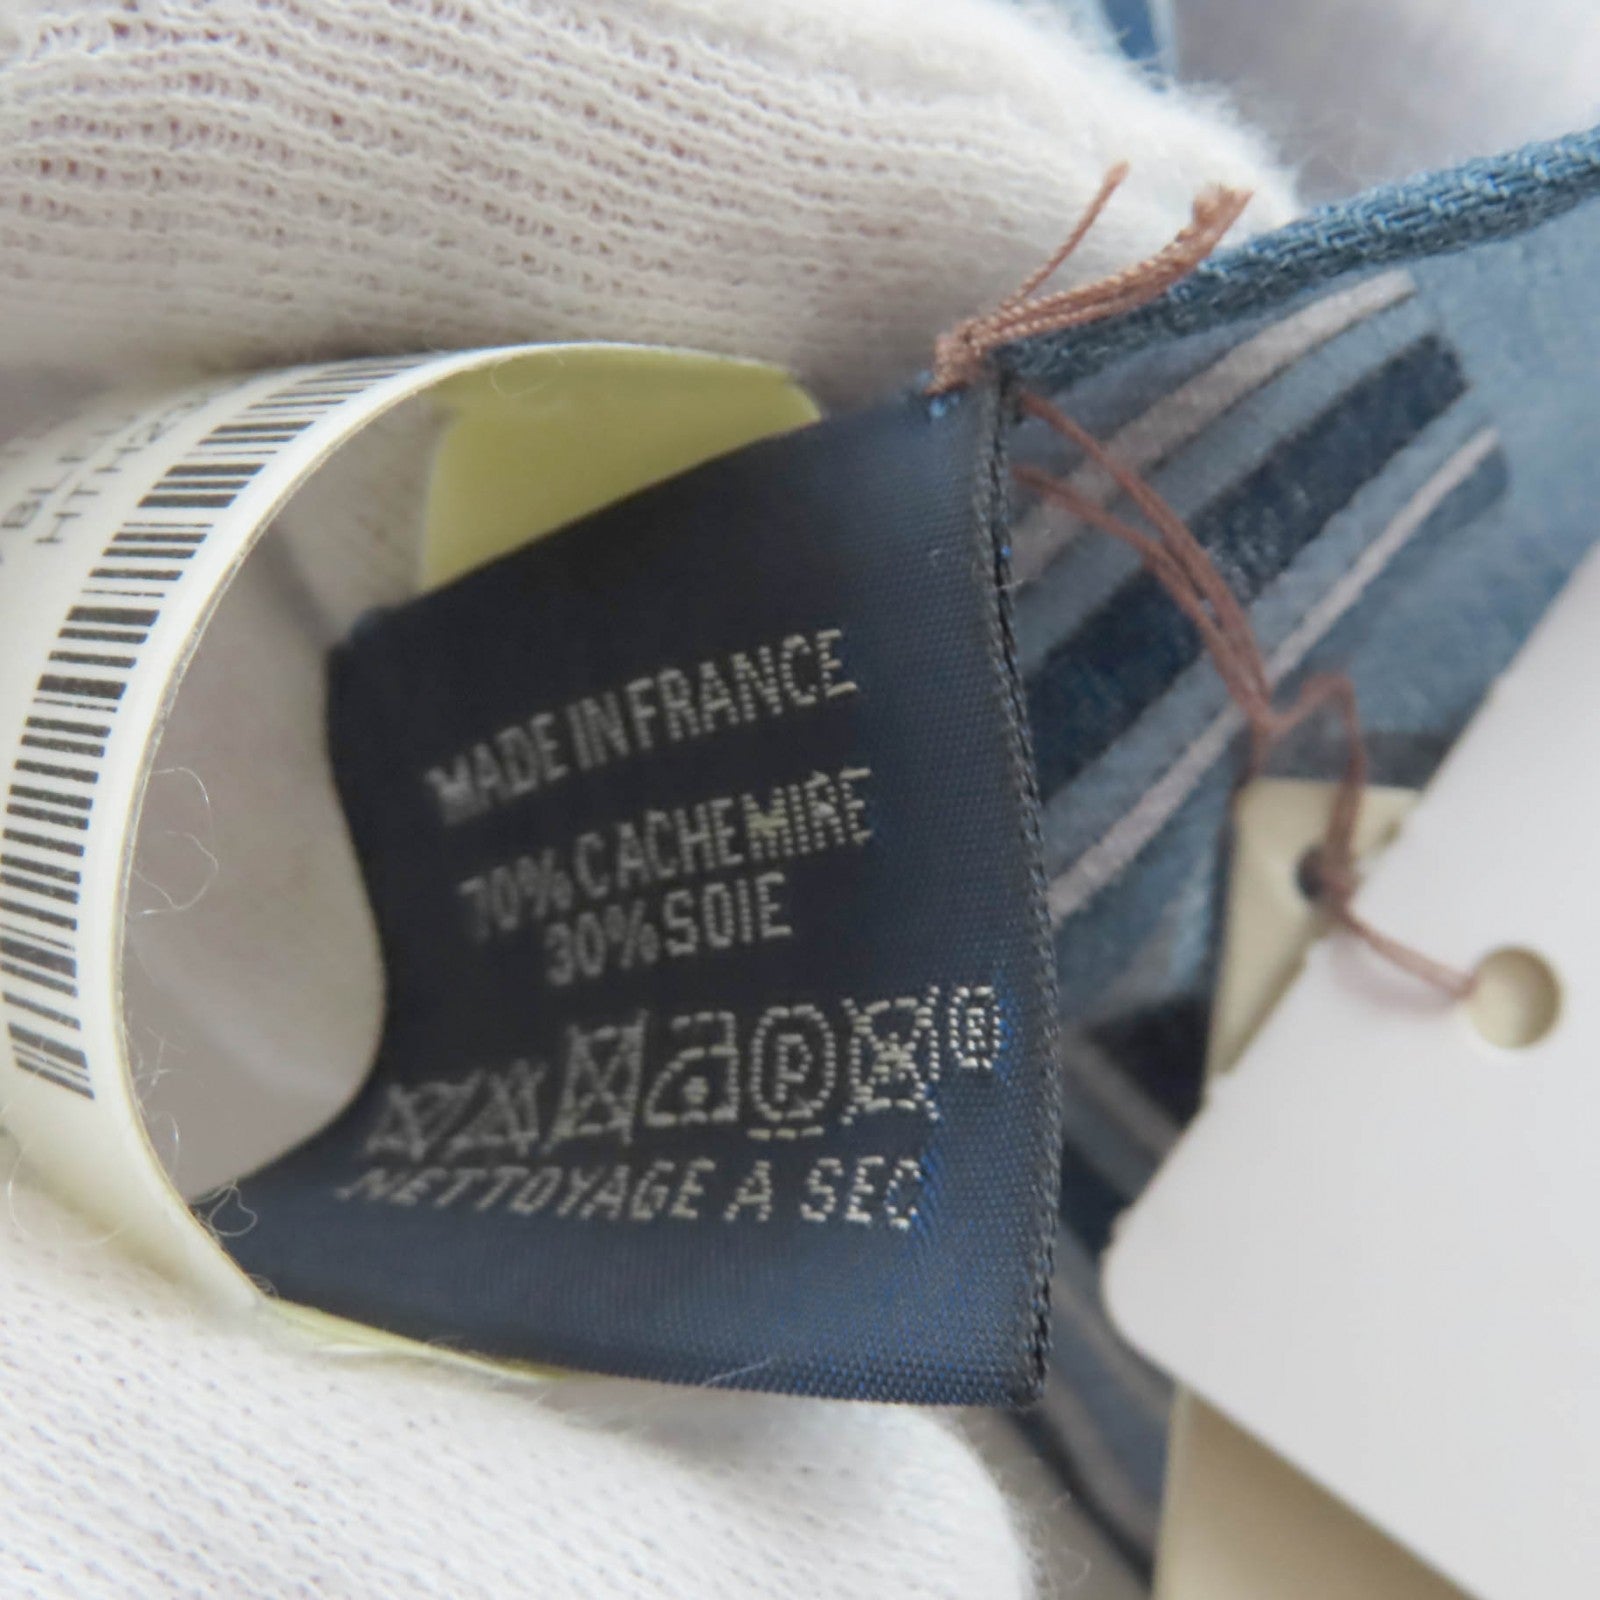 MADE IN FRANCE
70% CACHEMIRE
30% SOIE
P
R
NETTOYAGE A SEC